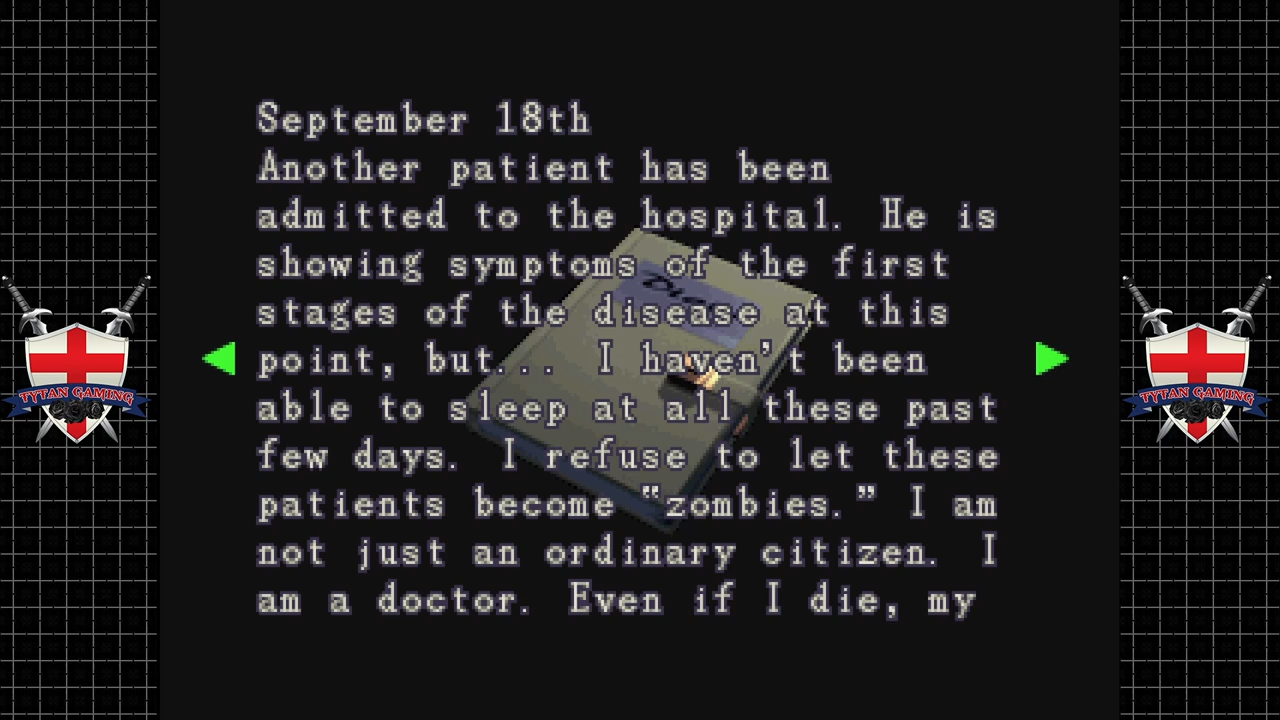 September 18th
Another patient has been
admitted to the hospital. He is
showing symptoms of the first
stages of the disease at this
point, but... I haven't been
able to sleep at all these past
few days. I refuse to let these
patients become "zombies." I am
not just an ordinary citizen. I
am a doctor. Even if I die, my
TYTAN GAMING
TYTAN GAMING